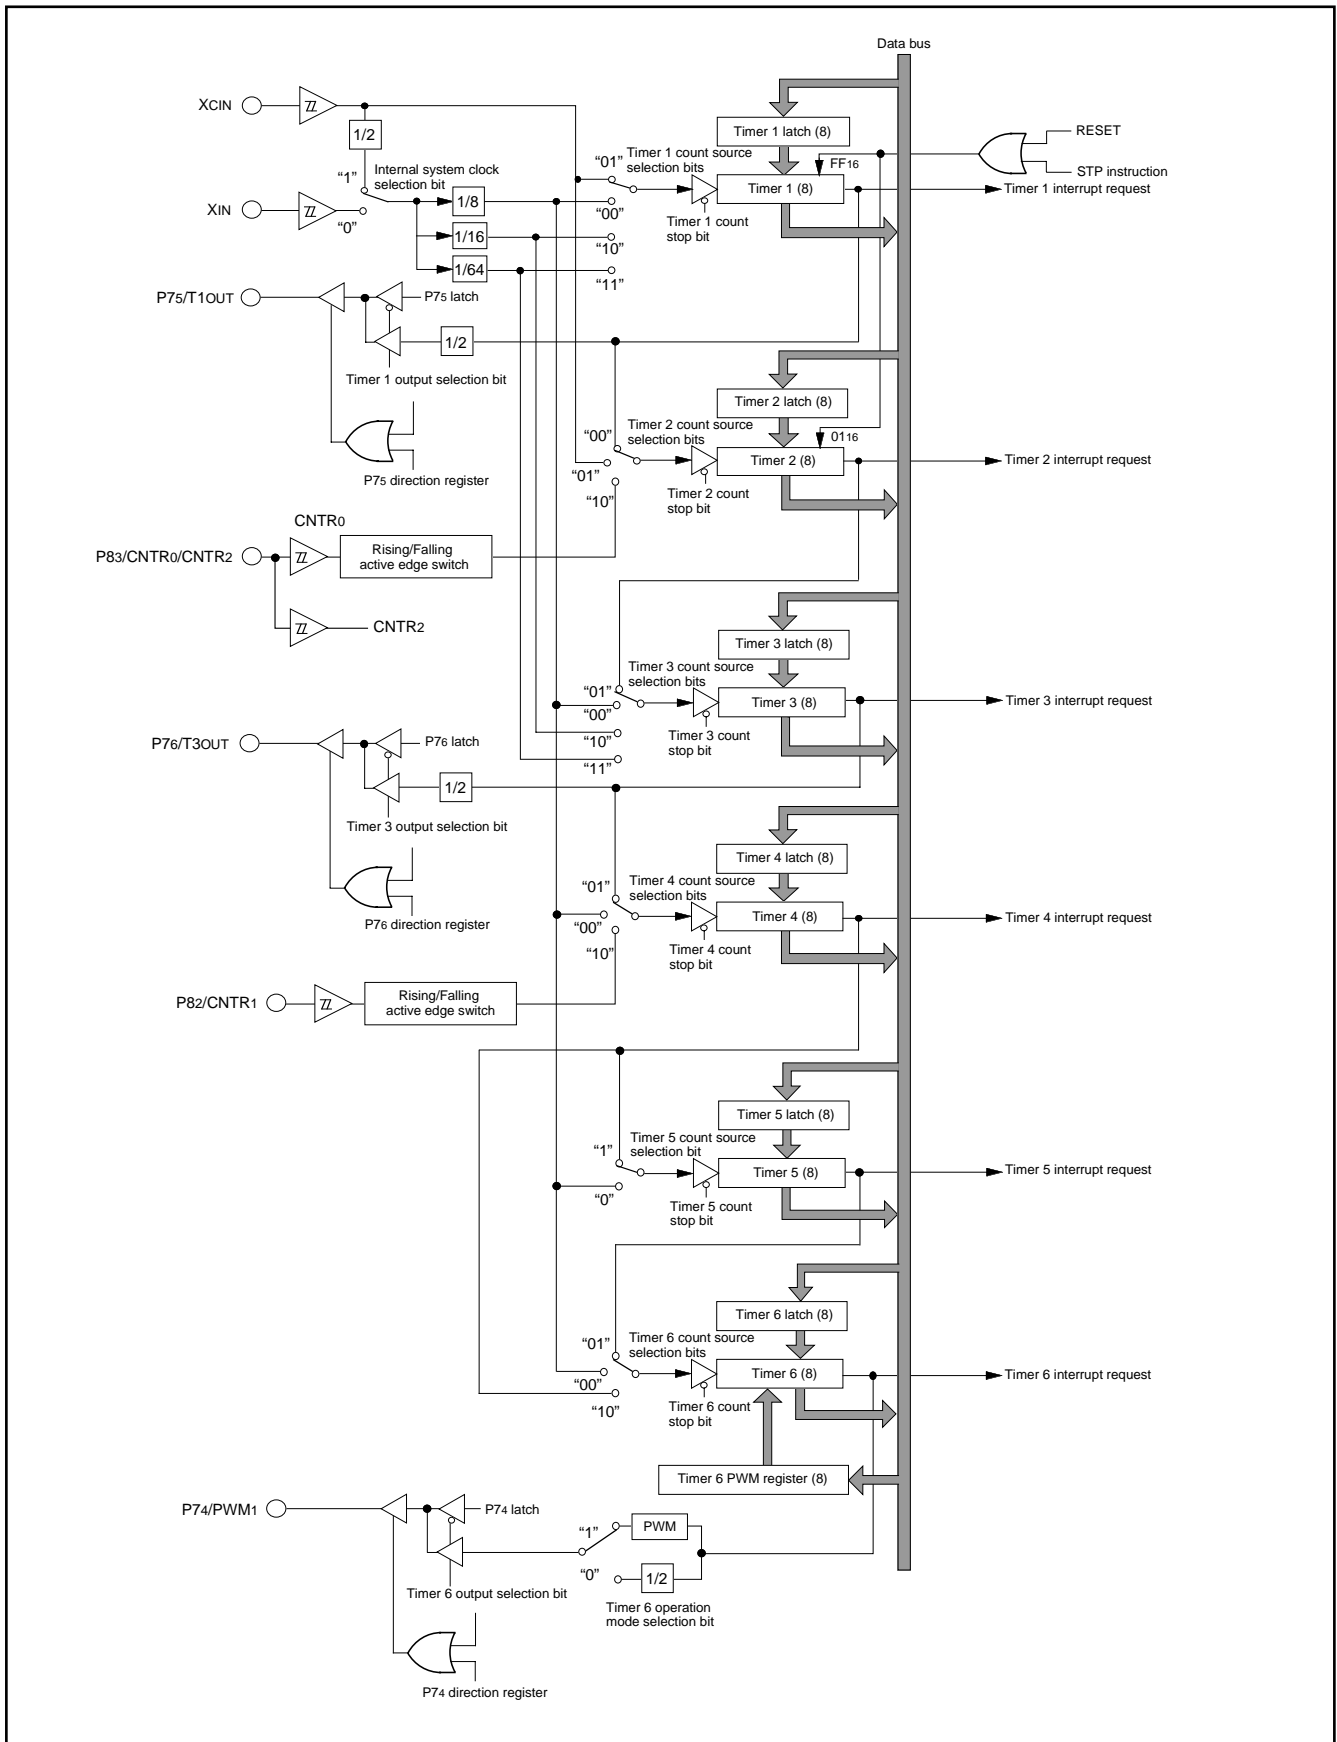 Data bus
XCIN
1/2
"1"
Internal system clock
selection bit
XIN
"0"
1/8
1/16
1/64
"01"
Timer 1 count source
selection bits
"00"
"10"
"11"
Timer 1 count
stop bit
Timer 1 latch (8)
FF16
Timer 1 (8)
RESET
STP instruction
Timer 1 interrupt request
P75/T1OUT
P75 latch
1/2
Timer 1 output selection bit
P75 direction register
Timer 2 latch (8)
0116
"00"
Timer 2 count source
selection bits
"01"
"10"
Timer 2 (8)
Timer 2 count
stop bit
Timer 2 interrupt request
CNTR0
P83/CNTR0/CNTR2
Rising/Falling
active edge switch
CNTR2
Timer 3 latch (8)
Timer 3 count source
selection bits
"01"
"00"
"10"
"11"
Timer 3 (8)
Timer 3 count
stop bit
Timer 3 interrupt request
P76/T3OUT
P76 latch
1/2
Timer 3 output selection bit
P76 direction register
Timer 4 latch (8)
"01"
Timer 4 count source
selection bits
"00"
"10"
Timer 4 (8)
Timer 4 count
stop bit
Timer 4 interrupt request
P82/CNTR1
Rising/Falling
active edge switch
Timer 5 latch (8)
"1"
Timer 5 count source
selection bit
"0"
Timer 5 (8)
Timer 5 count
stop bit
Timer 5 interrupt request
Timer 6 latch (8)
"01"
Timer 6 count source
selection bits
"00"
"10"
Timer 6 (8)
Timer 6 count
stop bit
Timer 6 interrupt request
Timer 6 PWM register (8)
P74/PWM1
P74 latch
"1"
PWM
"0"
1/2
Timer 6 output selection bit
Timer 6 operation
mode selection bit
P74 direction register